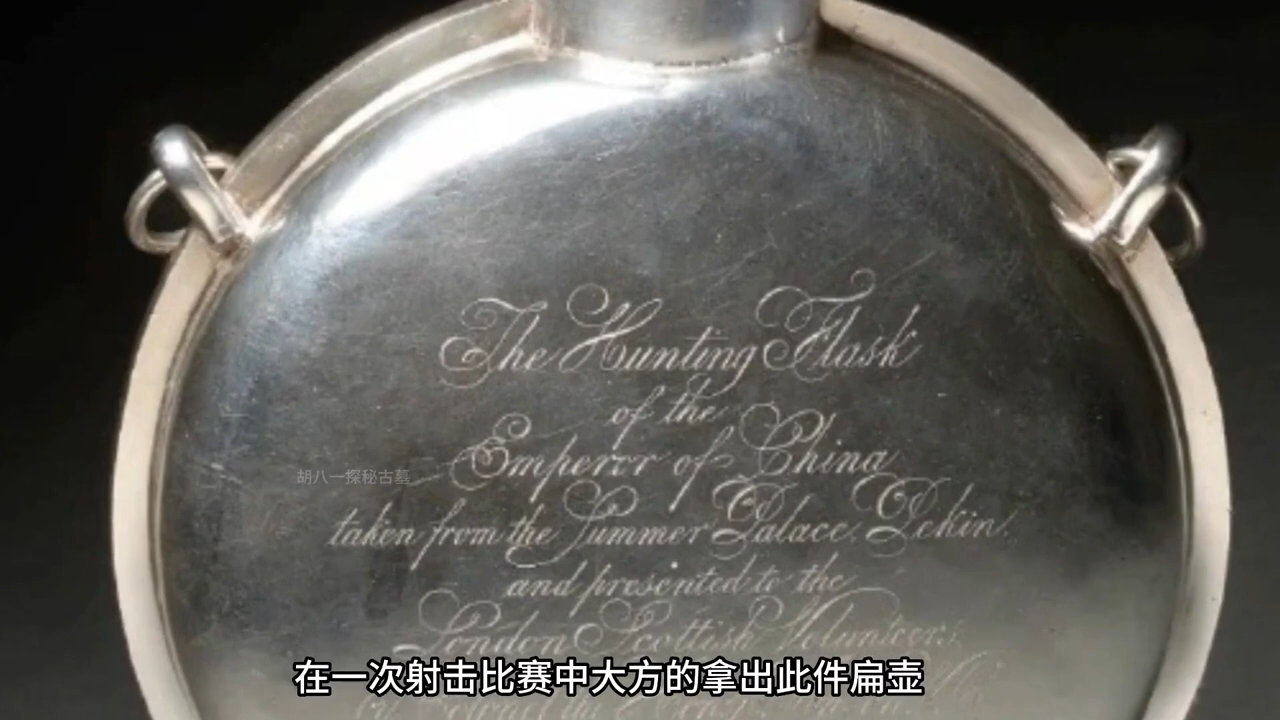 The Hunting Flask
of the
Emperor of China
胡八一探秘古墓
taken from the Summer Palace, Pekin.
and presented to the
London Scottish Volunteers
在一次射击比赛中大方的拿出此件扁壶